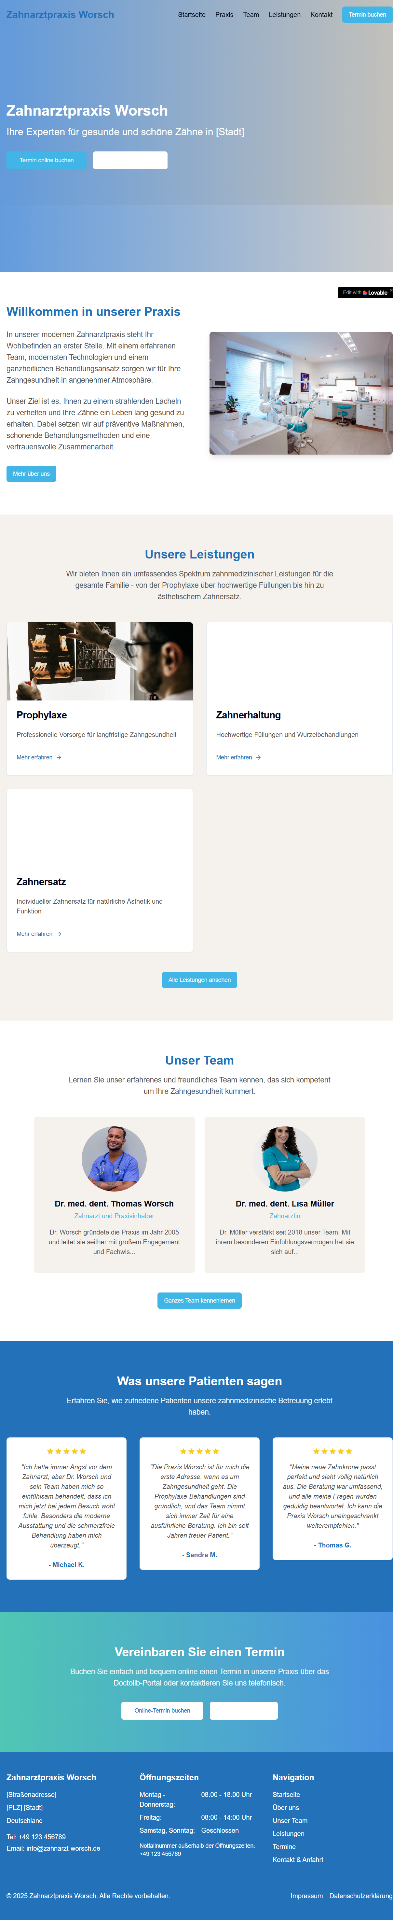 Zahnarztpraxis Worsch
Startseite Praxis Team Leistungen Kontakt Termin buchen
Zahnarztpraxis Worsch
Ihre Experten für gesunde und schöne Zähne in [Stadt]
Termin online buchen
Edit with Lovable
Willkommen in unserer Praxis
In unserer modernen Zahnarztpraxis steht Ihr
Wohlbefinden an erster Stelle. Mit einem erfahrenen
Team, modernsten Technologien und einem
ganzheitlichen Behandlungsansatz sorgen wir für Ihre
Zahngesundheit in angenehmer Atmosphäre.
Unser Ziel ist es, Ihnen zu einem strahlenden Lächeln
zu verhelfen und Ihre Zähne ein Leben lang gesund zu
erhalten. Dabei setzen wir auf präventive Maßnahmen,
schonende Behandlungsmethoden und eine
vertrauensvolle Zusammenarbeit.
Mehr über uns
Unsere Leistungen
Wir bieten Ihnen ein umfassendes Spektrum zahnmedizinischer Leistungen für die
gesamte Familie - von der Prophylaxe über hochwertige Füllungen bis hin zu
ästhetischem Zahnersatz.
Prophylaxe
Professionelle Vorsorge für langfristige Zahngesundheit
Mehr erfahren →
Zahnerhaltung
Hochwertige Füllungen und Wurzelbehandlungen
Mehr erfahren →
Zahnersatz
Individueller Zahnersatz für natürliche Ästhetik und
Funktion
Mehr erfahren →
Alle Leistungen ansehen
Unser Team
Lernen Sie unser erfahrenes und freundliches Team kennen, das sich kompetent
um Ihre Zahngesundheit kümmert.
Dr. med. dent. Thomas Worsch
Zahnarzt und Praxisinhaber
Dr. Worsch gründete die Praxis im Jahr 2005
und leitet sie seither mit großem Engagement
und Fachwis...
Dr. med. dent. Lisa Müller
Zahnärztin
Dr. Müller verstärkt seit 2018 unser Team. Mit
ihrem besonderen Einfühlungsvermögen hat sie
sich auf...
Ganzes Team kennenlernen
Was unsere Patienten sagen
Erfahren Sie, wie zufriedene Patienten unsere zahnmedizinische Betreuung erlebt
haben.
"Ich hatte immer Angst vor dem
Zahnarzt, aber Dr. Worsch und
sein Team haben mich so
einfühlsam behandelt, dass ich
mich jetzt bei jedem Besuch wohl
fühle. Besonders die moderne
Ausstattung und die schmerzfreie
Behandlung haben mich
überzeugt."
- Michael K.
"Die Praxis Worsch ist für mich die
erste Adresse, wenn es um
Zahngesundheit geht. Die
Prophylaxe-Behandlungen sind
gründlich, und das Team nimmt
sich immer Zeit für eine
ausführliche Beratung. Ich bin seit
Jahren treuer Patient."
- Sandra M.
"Meine neue Zahnkrone passt
perfekt und sieht völlig natürlich
aus. Die Beratung war umfassend,
und alle meine Fragen wurden
geduldig beantwortet. Ich kann die
Praxis Worsch uneingeschränkt
weiterempfehlen."
- Thomas G.
Vereinbaren Sie einen Termin
Buchen Sie einfach und bequem online einen Termin in unserer Praxis über das
Doctolib-Portal oder kontaktieren Sie uns telefonisch.
Online-Termin buchen
Zahnarztpraxis Worsch
[Straßenadresse]
[PLZ] [Stadt]
Deutschland
Tel: +49 123 456789
Email: info@zahnarzt-worsch.de
Öffnungszeiten
Montag - Donnerstag: 08:00 - 18:00 Uhr
Freitag: 08:00 - 14:00 Uhr
Samstag, Sonntag: Geschlossen
Notfallnummer außerhalb der Öffnungszeiten:
+49 123 456789
Navigation
Startseite
Über uns
Unser Team
Leistungen
Termine
Kontakt & Anfahrt
© 2025 Zahnarztpraxis Worsch. Alle Rechte vorbehalten.
Impressum Datenschutzerklärung